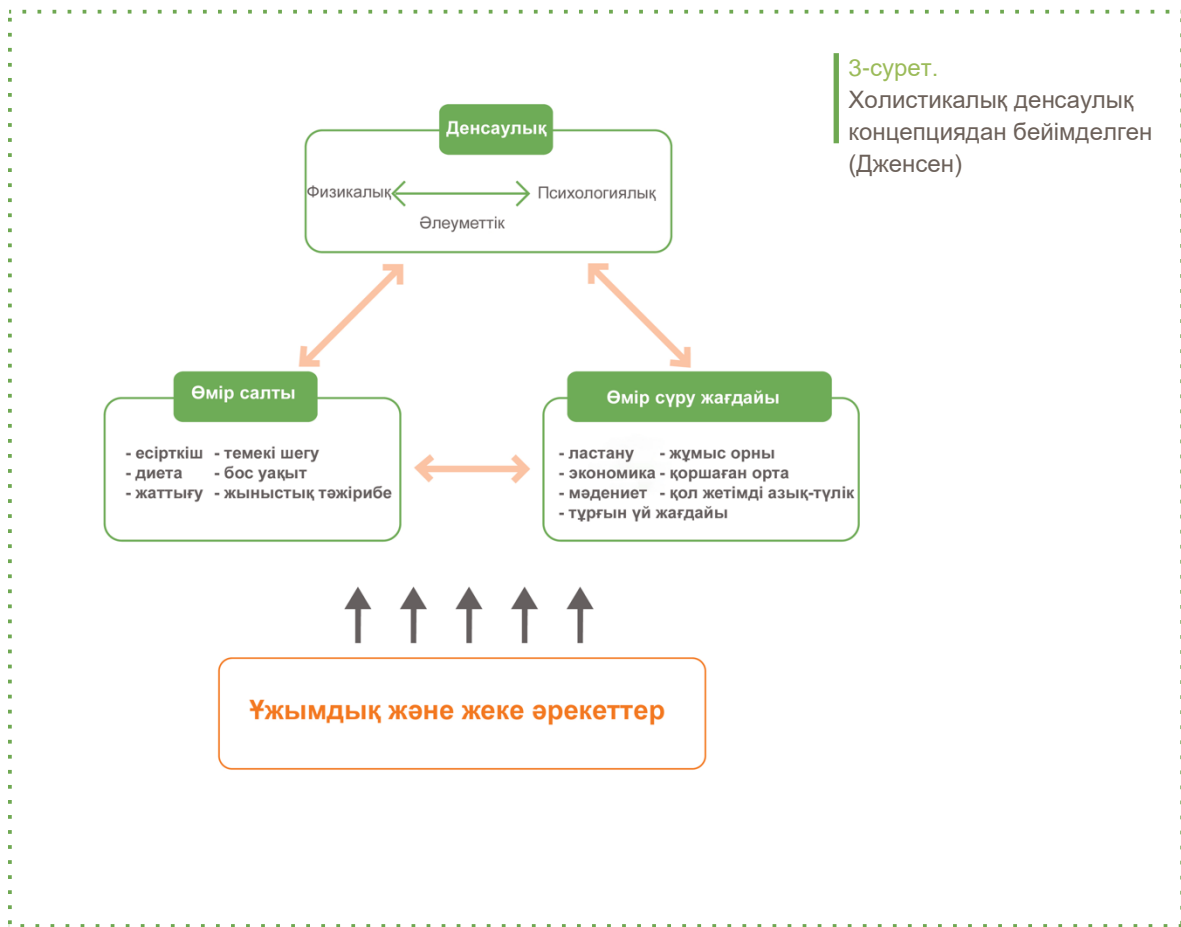 3-сурет.
Холистикалық денсаулық
концепциядан бейімделген
(Дженсен)
Денсаулық
Физикалық Психологиялық
Әлеуметтік
Өмір салты
- есірткіш - темекі шегу
- диета - бос уақыт
- жаттығу - жыныстық тәжірибе
Өмір сүру жағдайы
- ластану - жұмыс орны
- экономика - қоршаған орта
- мәдениет - қол жетімді азық-түлік
- тұрғын үй жағдайы
Ұжымдық және жеке әрекеттер